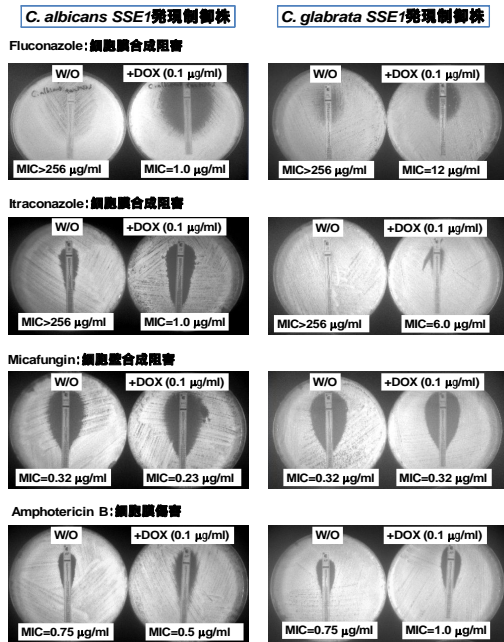 C. albicans SSE1発現制御株
C. glabrata SSE1発現制御株
Fluconazole:細胞膜合成阻害
W/O
+DOX (0.1 μg/ml)
W/O
+DOX (0.1 μg/ml)
MIC>256 μg/ml
MIC=1.0 μg/ml
MIC>256 μg/ml
MIC=12 μg/ml
Itraconazole:細胞膜合成阻害
W/O
+DOX (0.1 μg/ml)
W/O
+DOX (0.1 μg/ml)
MIC>256 μg/ml
MIC=1.0 μg/ml
MIC>256 μg/ml
MIC=6.0 μg/ml
Micafungin:細胞壁合成阻害
W/O
+DOX (0.1 μg/ml)
W/O
+DOX (0.1 μg/ml)
MIC=0.32 μg/ml
MIC=0.23 μg/ml
MIC=0.32 μg/ml
MIC=0.32 μg/ml
Amphotericin B:細胞膜傷害
W/O
+DOX (0.1 μg/ml)
W/O
+DOX (0.1 μg/ml)
MIC=0.75 μg/ml
MIC=0.5 μg/ml
MIC=0.75 μg/ml
MIC=1.0 μg/ml